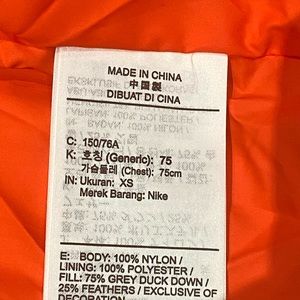 MADE IN CHINA
中国製
DIBUAT DI CINA
C: 150/76A
K: 호칭 (Generic): 75
가슴둘레 (Chest): 75cm
IN: Ukuran: XS
Merek Barang: Nike
E: BODY: 100% NYLON /
LINING: 100% POLYESTER /
FILL: 75% GREY DUCK DOWN /
25% FEATHERS / EXCLUSIVE OF
DECORATION